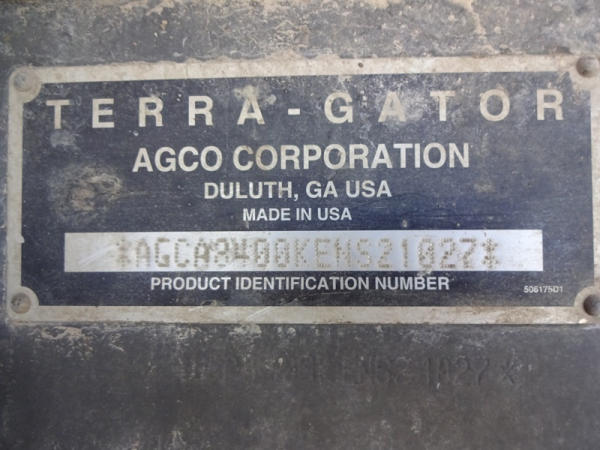 TERRA-GATOR
AGCO CORPORATION
DULUTH, GA USA
MADE IN USA
*AGCA8400KENS21027*
PRODUCT IDENTIFICATION NUMBER
506175D1